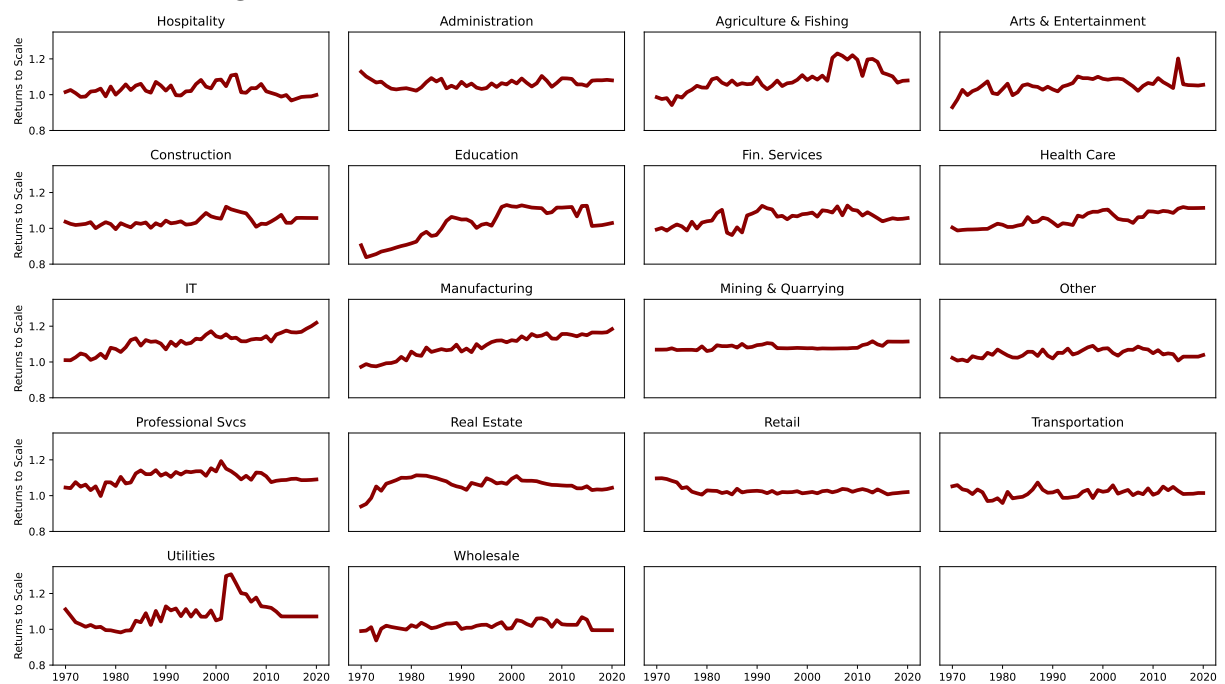 Hospitality
Administration
Agriculture & Fishing
Arts & Entertainment
Returns to Scale
1.2
1.0
0.8
Construction
Education
Fin. Services
Health Care
Returns to Scale
1.2
1.0
0.8
IT
Manufacturing
Mining & Quarrying
Other
Returns to Scale
1.2
1.0
0.8
Professional Svcs
Real Estate
Retail
Transportation
Returns to Scale
1.2
1.0
0.8
Utilities
Wholesale
Returns to Scale
1.2
1.0
0.8
1970 1980 1990 2000 2010 2020
1970 1980 1990 2000 2010 2020
1970 1980 1990 2000 2010 2020
1970 1980 1990 2000 2010 2020